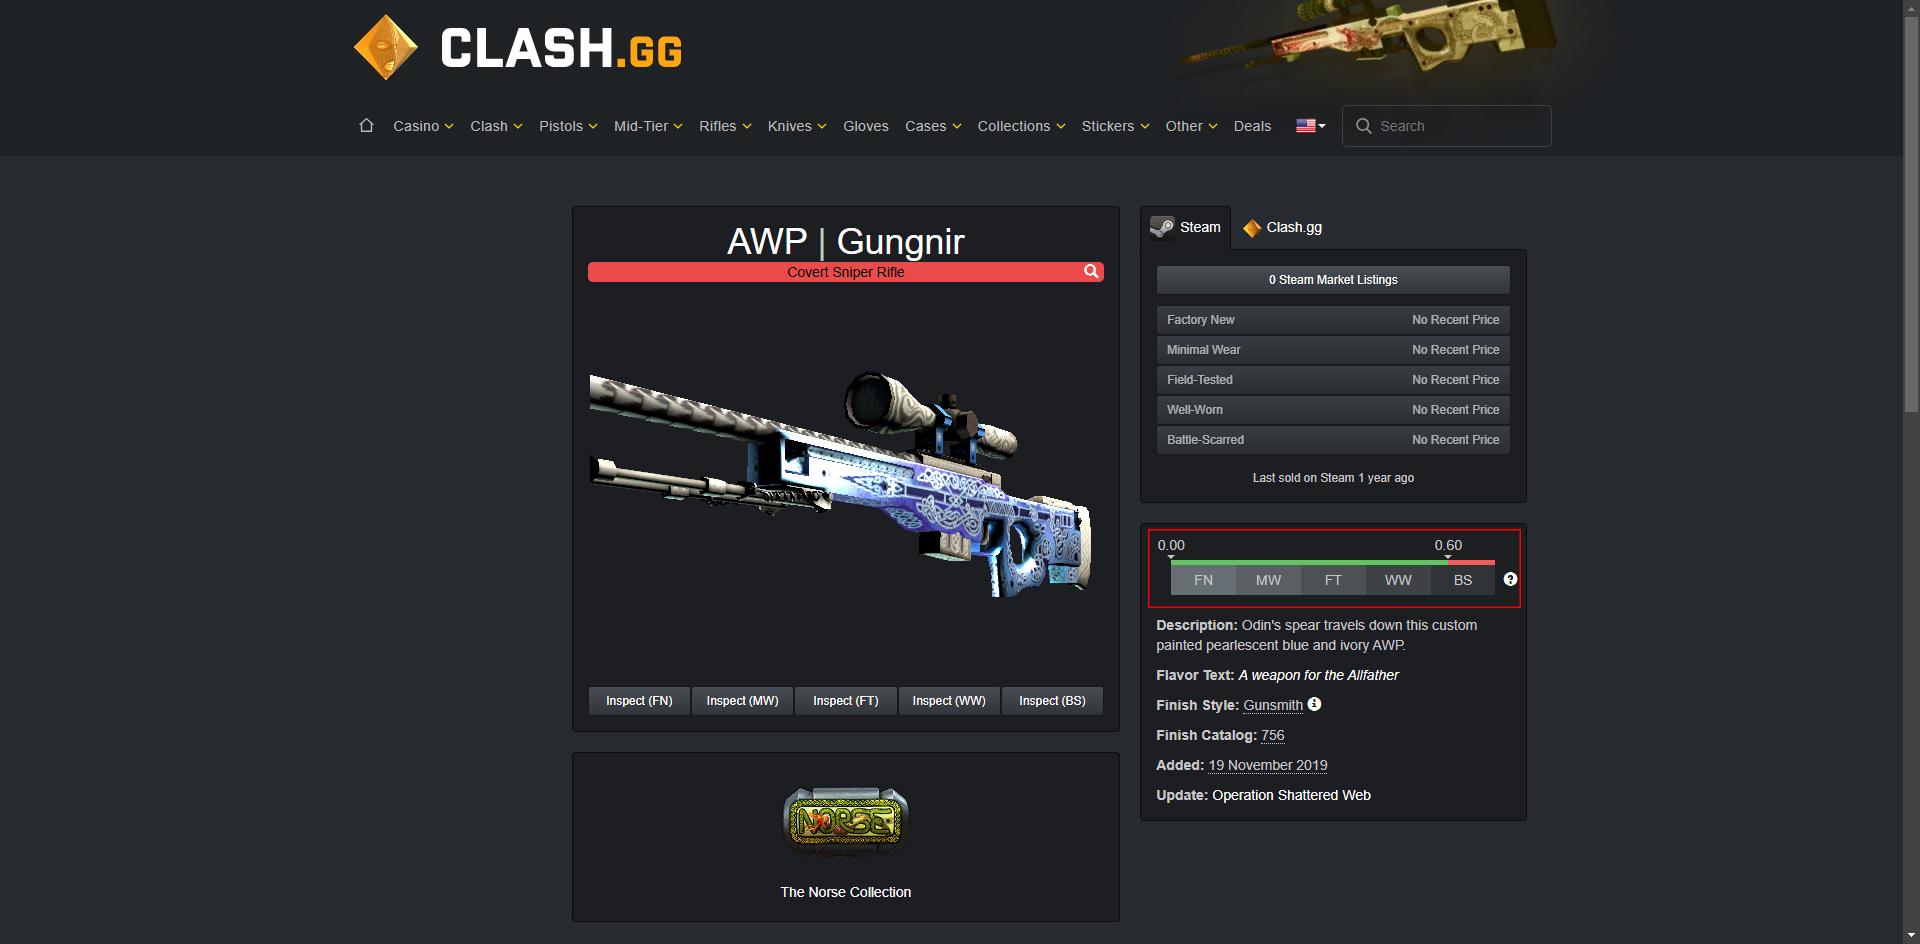 CLASH.GG
Casino Clash Pistols Mid-Tier Rifles Knives Gloves Cases Collections Stickers Other Deals Search
AWP | Gungnir
Covert Sniper Rifle
Inspect (FN) Inspect (MW) Inspect (FT) Inspect (WW) Inspect (BS)
NORSE
The Norse Collection
Steam Clash.gg
0 Steam Market Listings
Factory New No Recent Price
Minimal Wear No Recent Price
Field-Tested No Recent Price
Well-Worn No Recent Price
Battle-Scarred No Recent Price
Last sold on Steam 1 year ago
0.00 0.60
FN MW FT WW BS
Description: Odin's spear travels down this custom
painted pearlescent blue and ivory AWP.
Flavor Text: A weapon for the Allfather
Finish Style: Gunsmith
Finish Catalog: 756
Added: 19 November 2019
Update: Operation Shattered Web